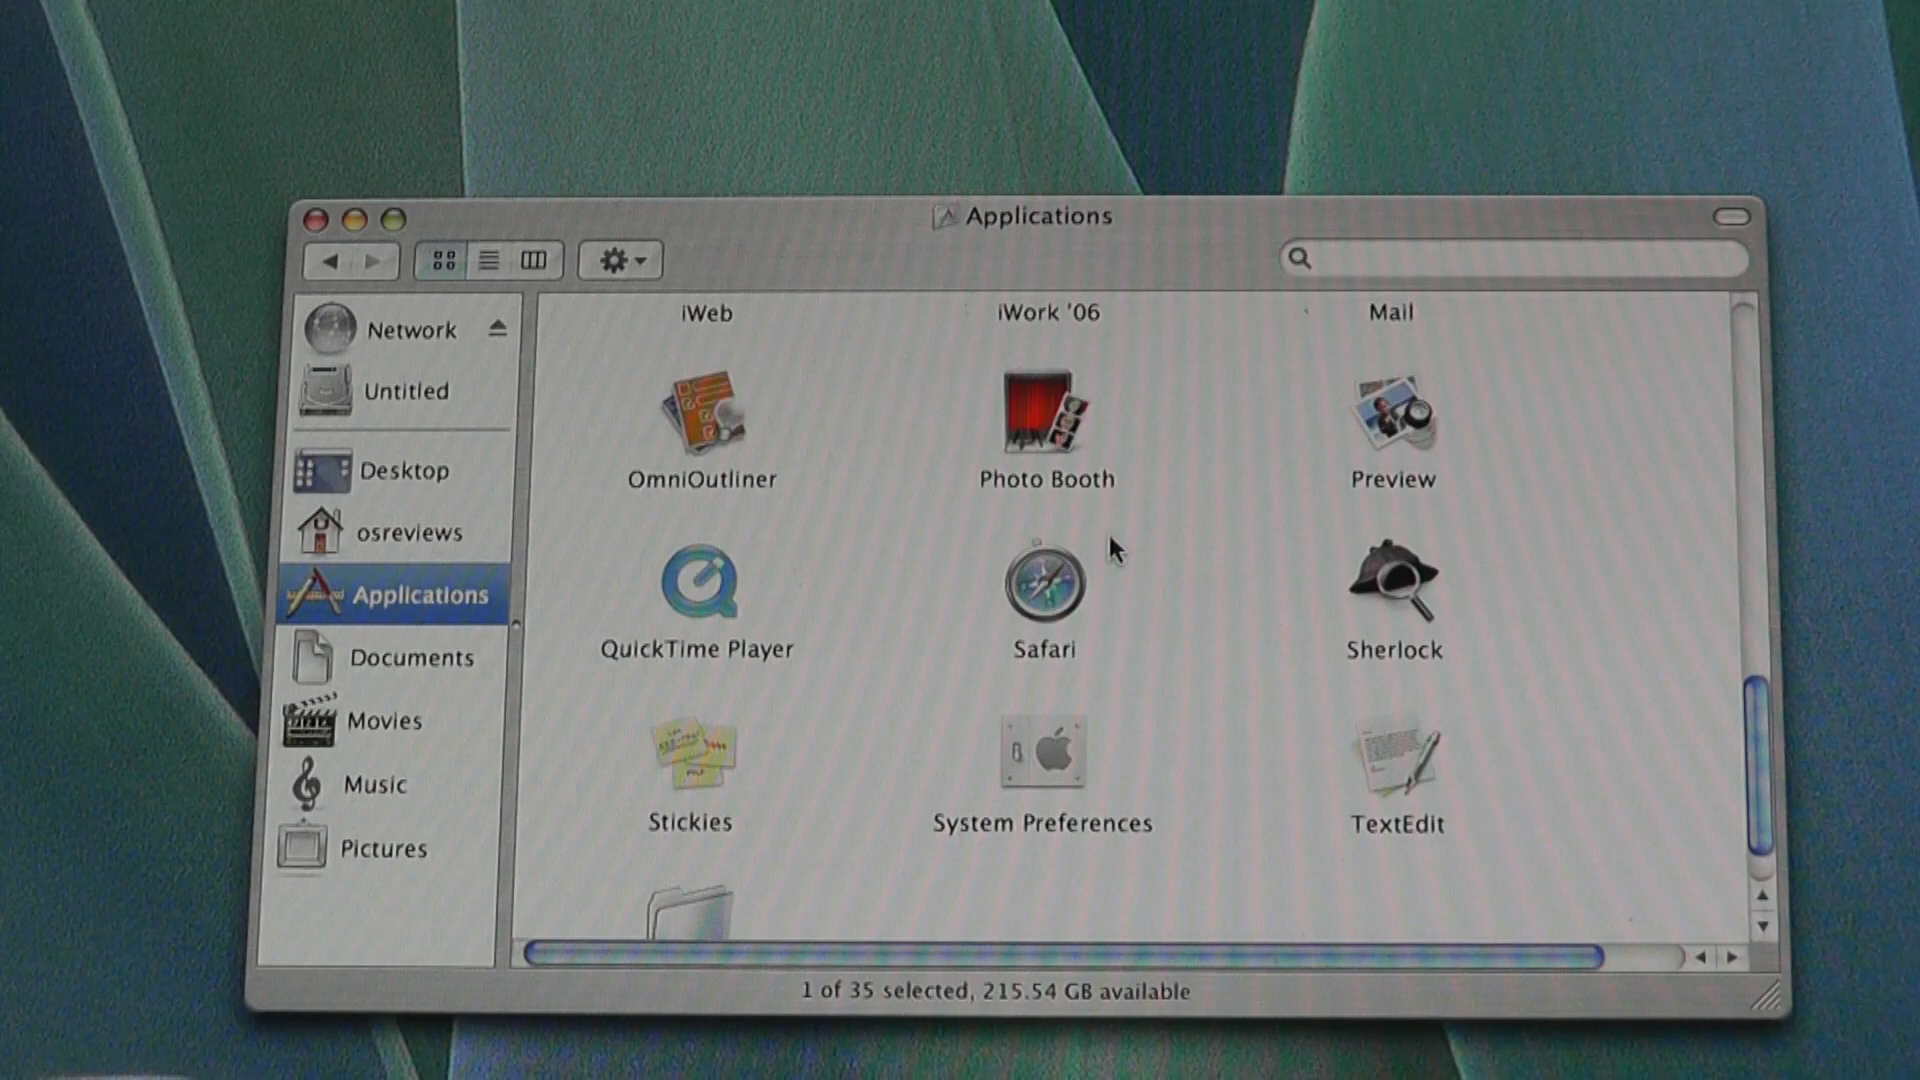 Applications
Network
Untitled
Desktop
osreviews
Applications
Documents
Movies
Music
Pictures
iWeb iWork '06 Mail
OmniOutliner Photo Booth Preview
QuickTime Player Safari Sherlock
Stickies System Preferences TextEdit
1 of 35 selected, 215.54 GB available